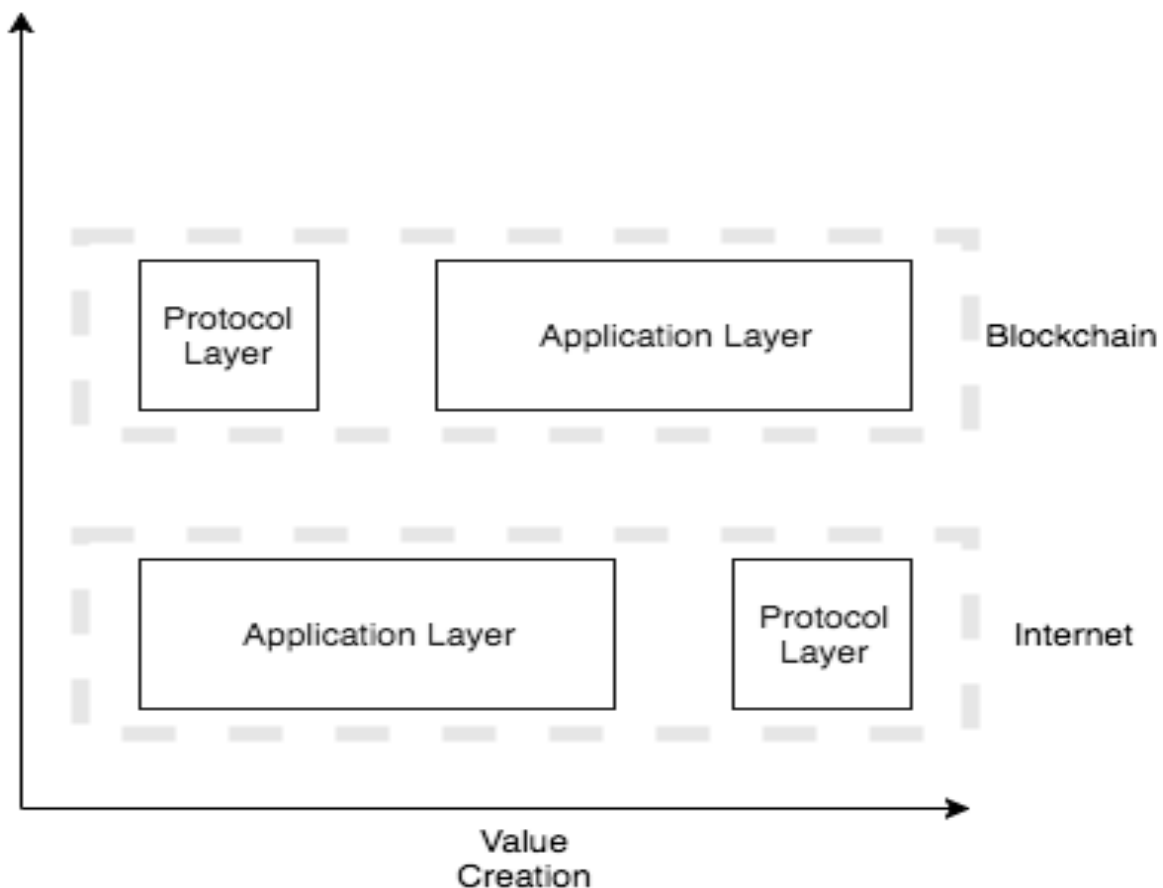 Protocol
Layer
Application Layer
Blockchain
Application Layer
Protocol
Layer
Internet
Value
Creation